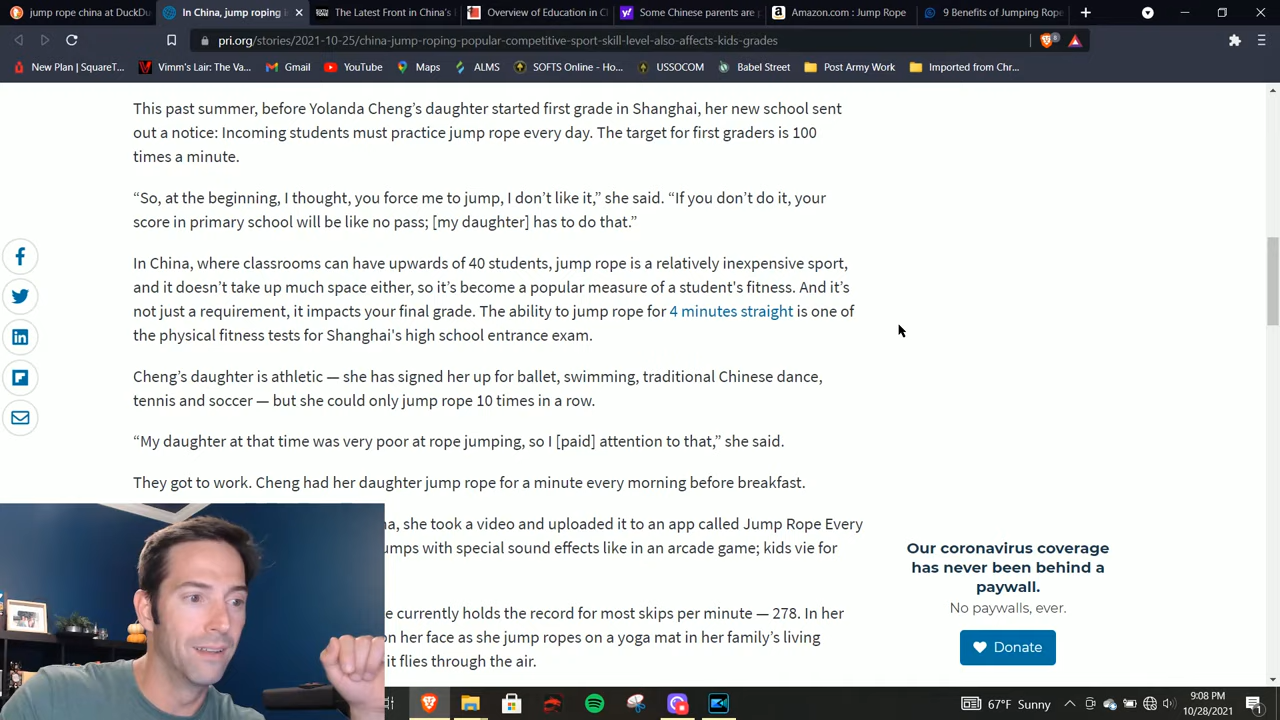 jump rope china at DuckDu
In China, jump roping i
The Latest Front in China's
Overview of Education in C
Some Chinese parents are
Amazon.com : Jump Rope
9 Benefits of Jumping Rope
pri.org/stories/2021-10-25/china-jump-roping-popular-competitive-sport-skill-level-also-affects-kids-grades
8
New Plan | SquareT...
Vimm's Lair: The Va...
Gmail
YouTube
Maps
ALMS
SOFTS Online - Ho...
USSOCOM
Babel Street
Post Army Work
Imported from Chr...
This past summer, before Yolanda Cheng's daughter started first grade in Shanghai, her new school sent
out a notice: Incoming students must practice jump rope every day. The target for first graders is 100
times a minute.
“So, at the beginning, I thought, you force me to jump, I don't like it,” she said. “If you don't do it, your
score in primary school will be like no pass; [my daughter] has to do that.”
In China, where classrooms can have upwards of 40 students, jump rope is a relatively inexpensive sport,
and it doesn't take up much space either, so it's become a popular measure of a student's fitness. And it's
not just a requirement, it impacts your final grade. The ability to jump rope for 4 minutes straight is one of
the physical fitness tests for Shanghai's high school entrance exam.
Cheng's daughter is athletic — she has signed her up for ballet, swimming, traditional Chinese dance,
tennis and soccer — but she could only jump rope 10 times in a row.
“My daughter at that time was very poor at rope jumping, so I [paid] attention to that,” she said.
They got to work. Cheng had her daughter jump rope for a minute every morning before breakfast.
na, she took a video and uploaded it to an app called Jump Rope Every
umps with special sound effects like in an arcade game; kids vie for
e currently holds the record for most skips per minute — 278. In her
on her face as she jump ropes on a yoga mat in her family's living
it flies through the air.
Our coronavirus coverage
has never been behind a
paywall.
No paywalls, ever.
Donate
67°F Sunny
9:08 PM
10/28/2021
1